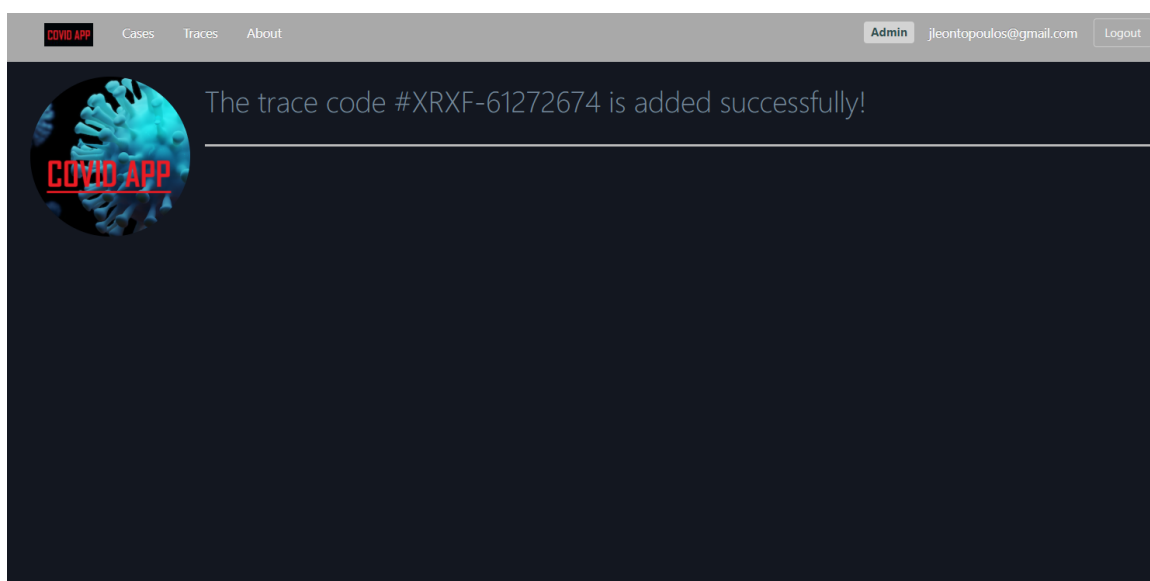 COVID APP Cases Traces About Admin jleontopoulos@gmail.com Logout
The trace code #XRXF-61272674 is added successfully!
COVID APP